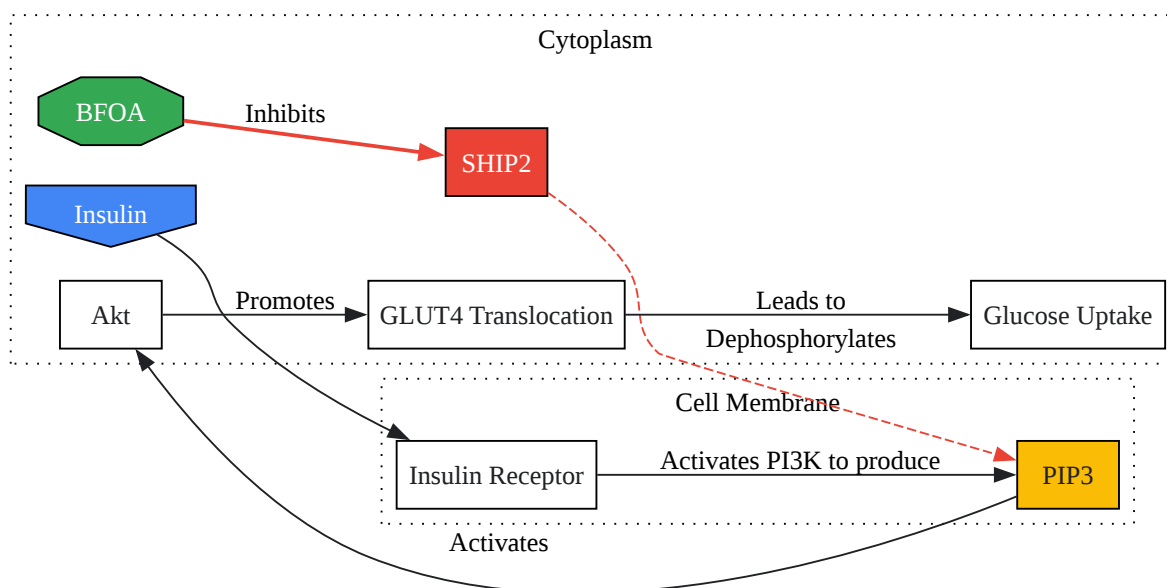 Cytoplasm
BFOA
Inhibits
SHIP2
Insulin
Akt
Promotes
GLUT4 Translocation
Leads to
Glucose Uptake
Dephosphorylates
Cell Membrane
Insulin Receptor
Activates PI3K to produce
PIP3
Activates